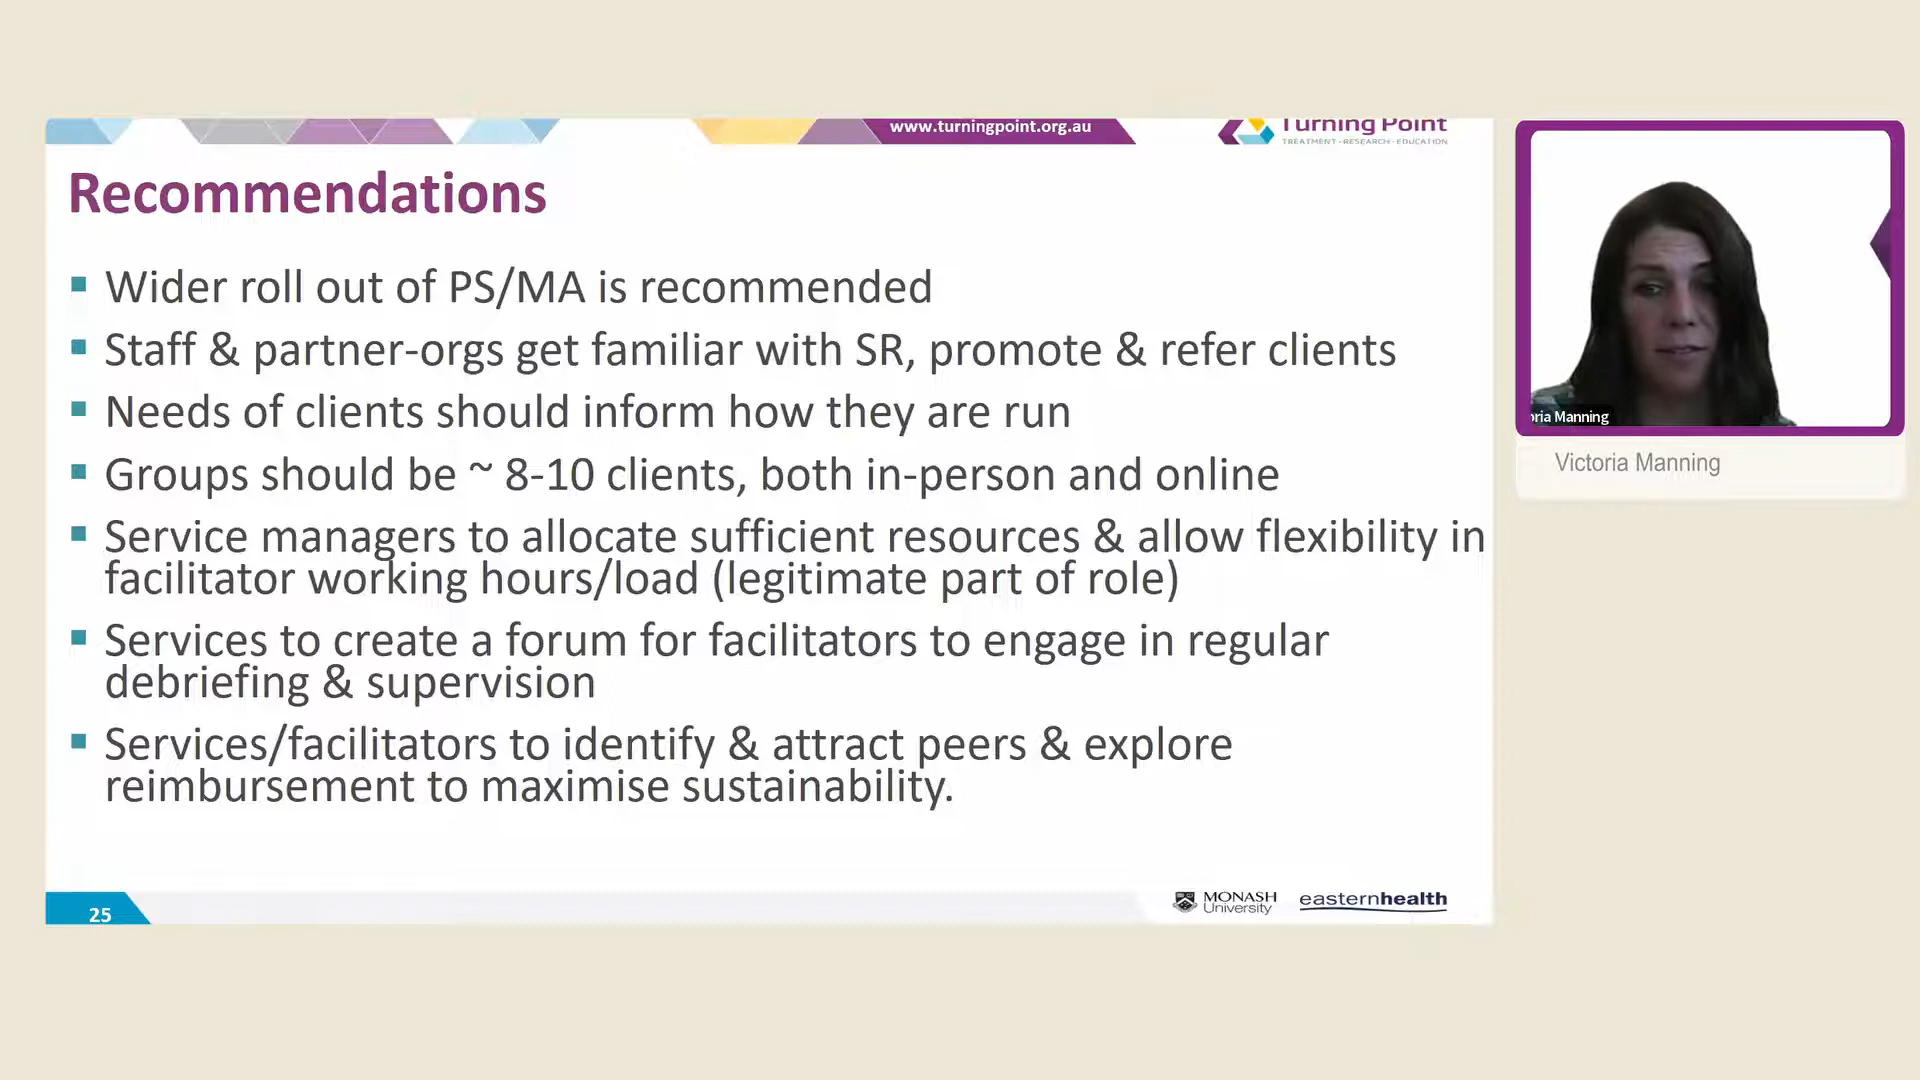 www.turningpoint.org.au
Turning Point
TREATMENT · RESEARCH · EDUCATION
Recommendations
Wider roll out of PS/MA is recommended
Staff & partner-orgs get familiar with SR, promote & refer clients
Needs of clients should inform how they are run
Groups should be ~ 8-10 clients, both in-person and online
Service managers to allocate sufficient resources & allow flexibility in
facilitator working hours/load (legitimate part of role)
Services to create a forum for facilitators to engage in regular
debriefing & supervision
Services/facilitators to identify & attract peers & explore
reimbursement to maximise sustainability.
25
MONASH
University
easternhealth
oria Manning
Victoria Manning